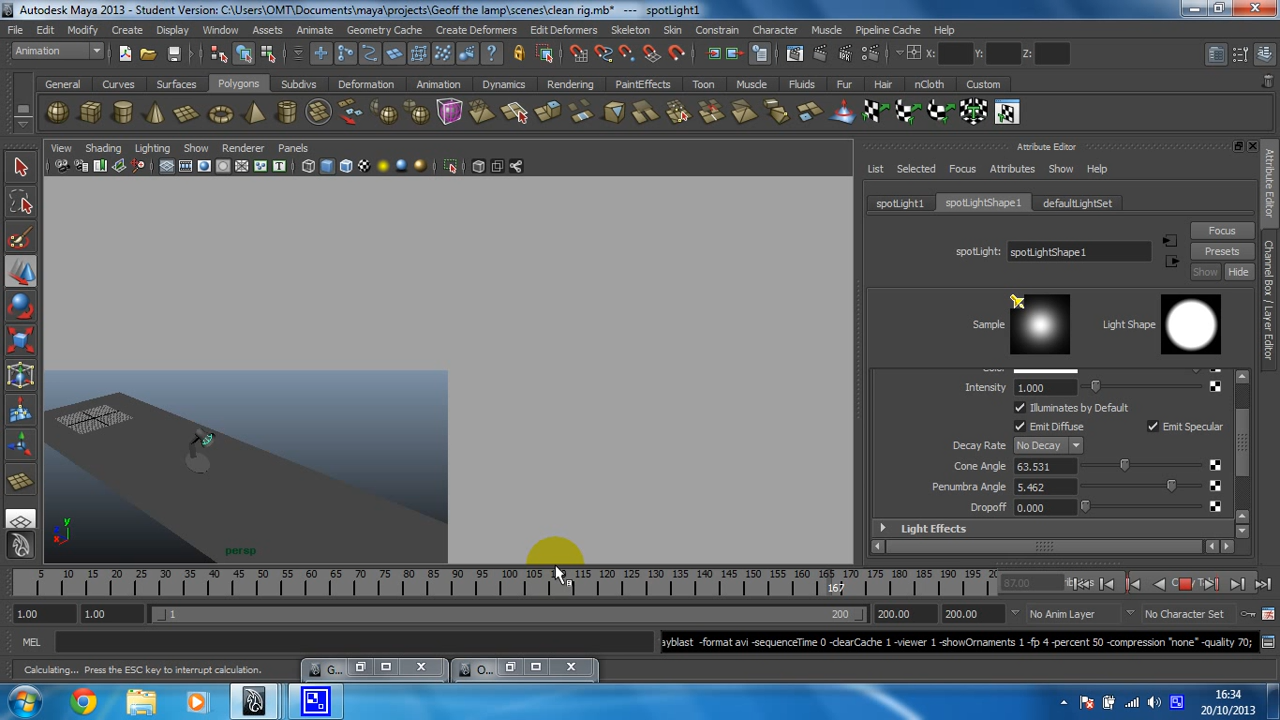 Autodesk Maya 2013 - Student Version: C:\Users\OMT\Documents\maya\projects\Geoff the lamp\scenes\clean rig.mb* --- spotLight1
File Edit Modify Create Display Window Assets Animate Geometry Cache Create Deformers Edit Deformers Skeleton Skin Constrain Character Muscle Pipeline Cache Help
Animation X: Y: Z:
General Curves Surfaces Polygons Subdivs Deformation Animation Dynamics Rendering PaintEffects Toon Muscle Fluids Fur Hair nCloth Custom
View Shading Lighting Show Renderer Panels
Attribute Editor
List Selected Focus Attributes Show Help
spotLight1 spotLightShape1 defaultLightSet
Focus
spotLight: spotLightShape1
Presets
Show Hide
Sample Light Shape
Intensity 1.000
Illuminates by Default
Emit Diffuse Emit Specular
Decay Rate No Decay
Cone Angle 63.531
Penumbra Angle 5.462
Dropoff 0.000
Light Effects
Attribute Editor
Channel Box / Layer Editor
y
x
z
persp
5 10 15 20 25 30 35 40 45 50 55 60 65 70 75 80 85 90 95 100 105 110 115 120 125 130 135 140 145 150 155 160 165 170 175 180 185 190 195
167
87.00
1.00 1.00 1 200 200.00 200.00 No Anim Layer No Character Set
MEL ayblast -format avi -sequenceTime 0 -clearCache 1 -viewer 1 -showOrnaments 1 -fp 4 -percent 50 -compression "none" -quality 70;
Calculating... Press the ESC key to interrupt calculation. G... O...
16:34
20/10/2013